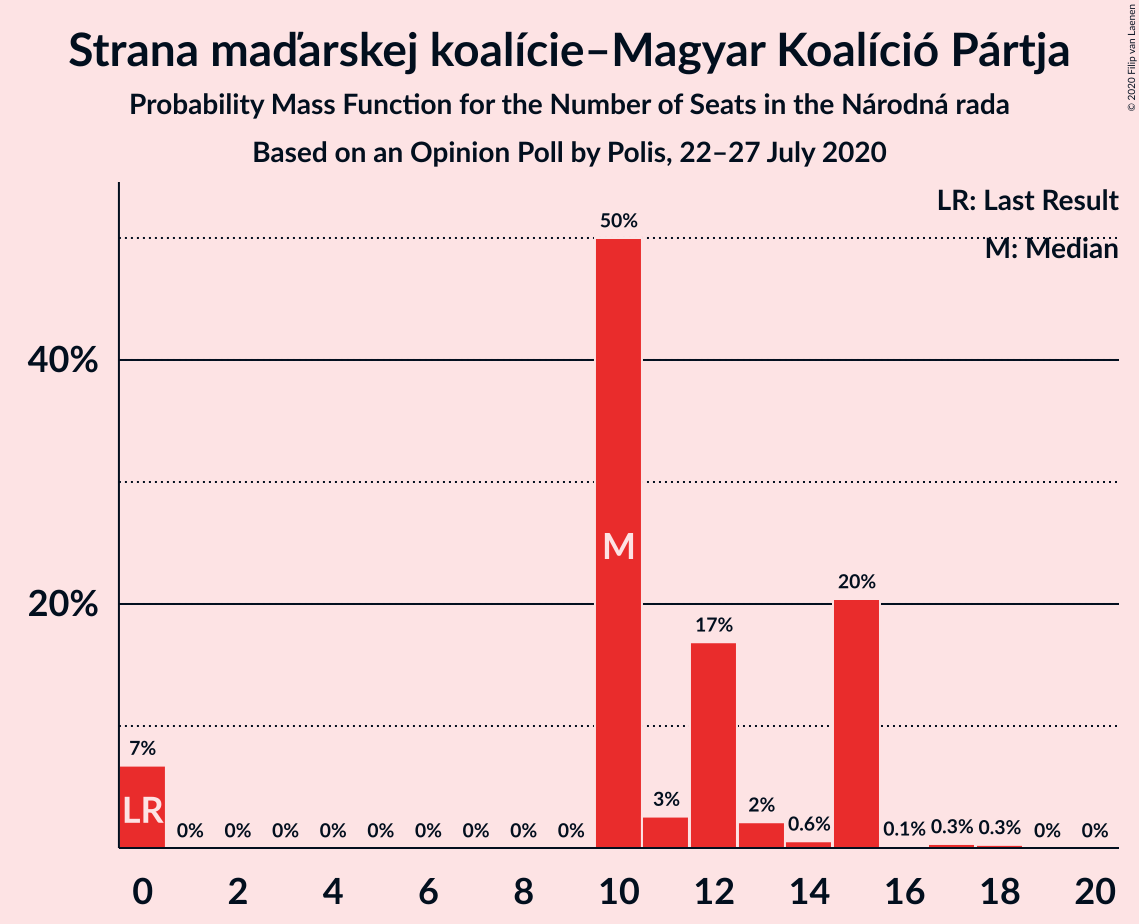 Strana maďarskej koalície–Magyar Koalíció Pártja
Probability Mass Function for the Number of Seats in the Národná rada
Based on an Opinion Poll by Polis, 22–27 July 2020
© 2020 Filip van Laenen
LR: Last Result
M: Median
40%
20%
7% 0% 0% 0% 0% 0% 0% 0% 0% 0% 50% 3% 17% 2% 0.6% 20% 0.1% 0.3% 0.3% 0% 0%
M
LR
0 2 4 6 8 10 12 14 16 18 20